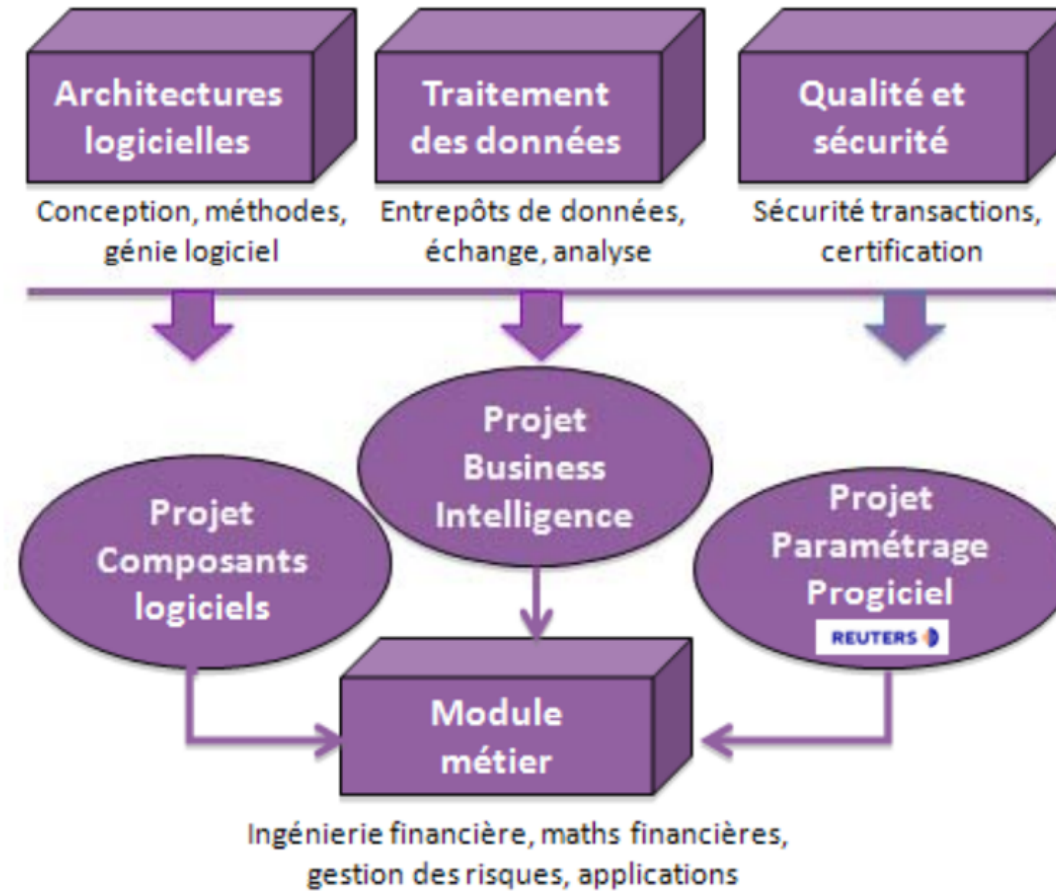 Architectures
logicielles
Conception, méthodes,
génie logiciel
Traitement
des données
Entrepôts de données,
échange, analyse
Qualité et
sécurité
Sécurité transactions,
certification
Projet
Composants
logiciels
Projet
Business
Intelligence
Projet
Paramétrage
Progiciel
REUTERS
Module
métier
Ingénierie financière, maths financières,
gestion des risques, applications